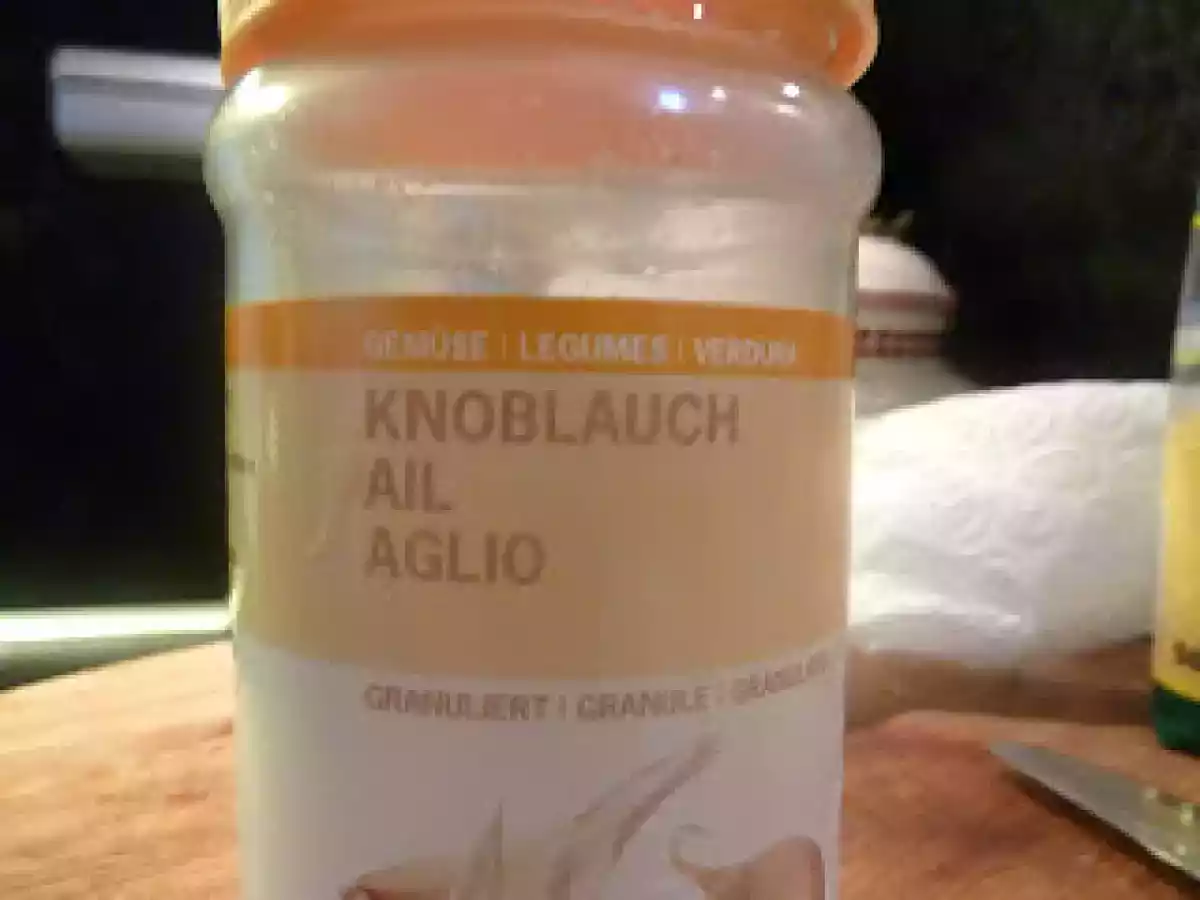 GEMÜSE | LEGUMES | VERDURA
KNOBLAUCH
AIL
AGLIO
GRANULIERT | GRANULE |